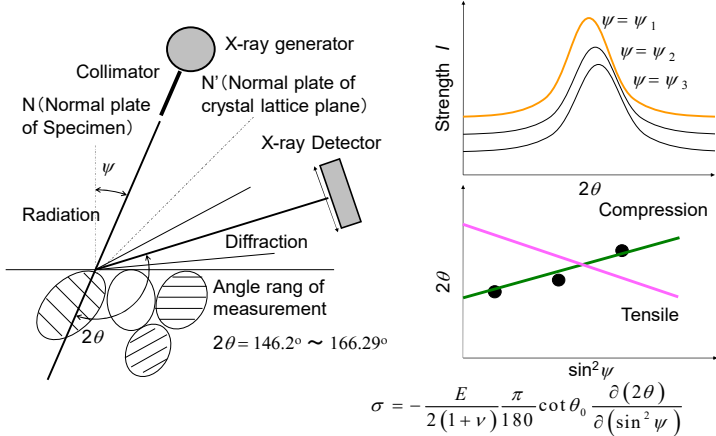 X-ray generator
Collimator
N（Normal plate
of Specimen）
N'（Normal plate of
crystal lattice plane）
X-ray Detector
ψ
Radiation
Diffraction
2θ
Angle rang of
measurement
2θ = 146.2° ～ 166.29°
Strength I
ψ = ψ₁
ψ = ψ₂
ψ = ψ₃
2θ
Compression
2θ
Tensile
sin²ψ
σ = − E / 2(1 + ν) π / 180 cot θ₀ ∂(2θ) / ∂(sin²ψ)